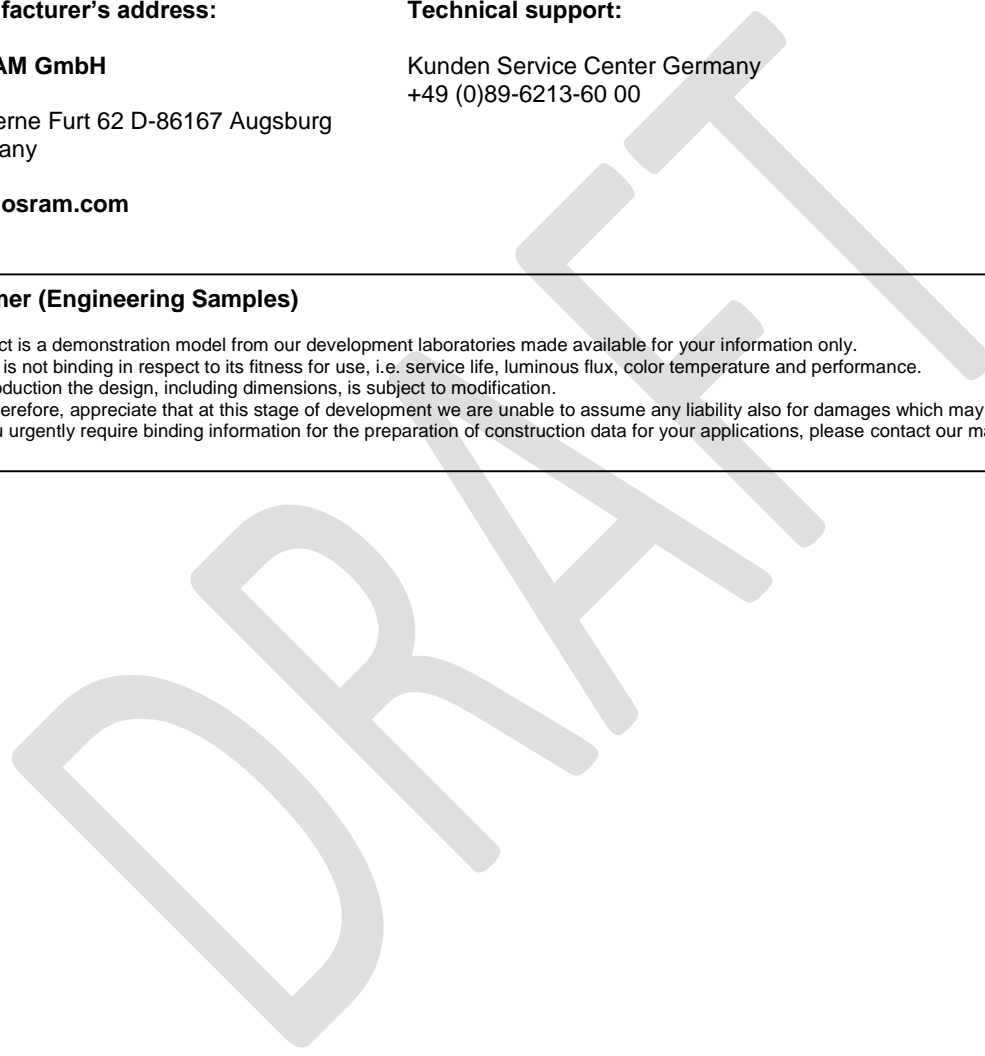 facturer's address:
AM GmbH
erne Furt 62 D-86167 Augsburg
any
osram.com
Technical support:
Kunden Service Center Germany
+49 (0)89-6213-60 00
ner (Engineering Samples)
ct is a demonstration model from our development laboratories made available for your information only.
is not binding in respect to its fitness for use, i.e. service life, luminous flux, color temperature and performance.
oduction the design, including dimensions, is subject to modification.
erefore, appreciate that at this stage of development we are unable to assume any liability also for damages which may
u urgently require binding information for the preparation of construction data for your applications, please contact our ma
DRAFT